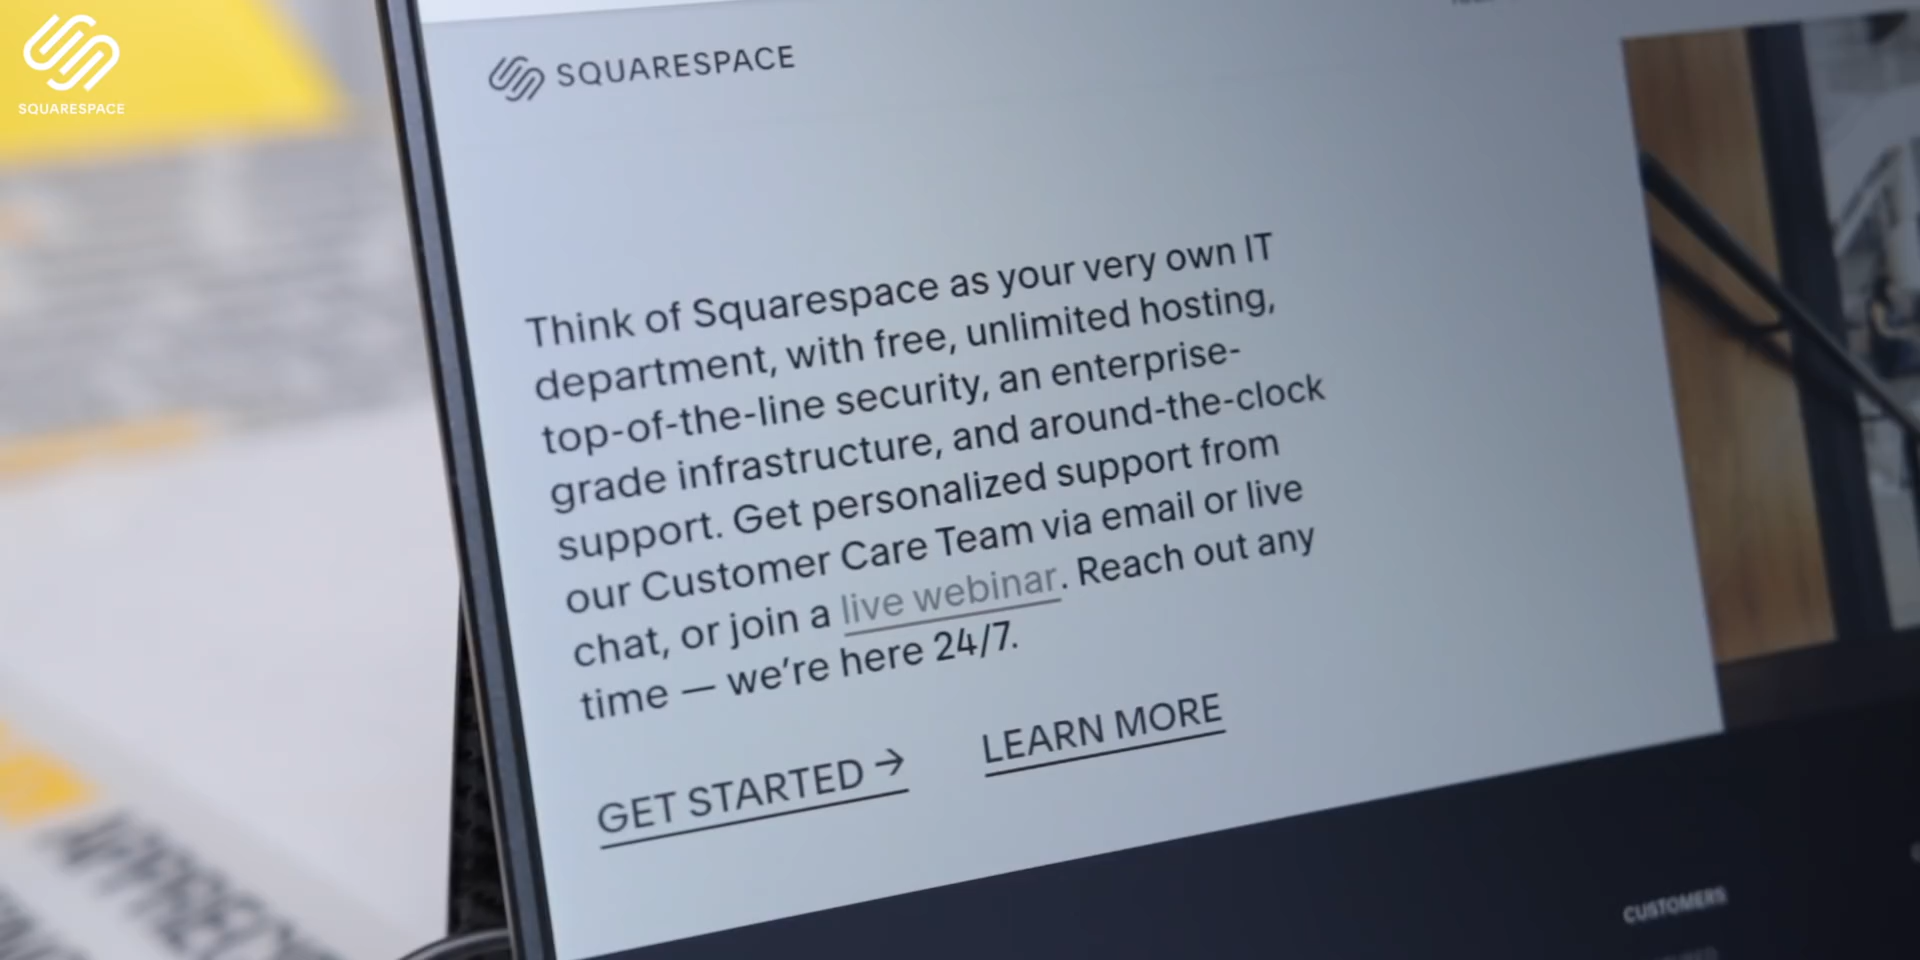 SQUARESPACE
SQUARESPACE
Think of Squarespace as your very own IT
department, with free, unlimited hosting,
top-of-the-line security, an enterprise-
grade infrastructure, and around-the-clock
support. Get personalized support from
our Customer Care Team via email or live
chat, or join a live webinar. Reach out any
time — we're here 24/7.
GET STARTED → LEARN MORE
CUSTOMERS